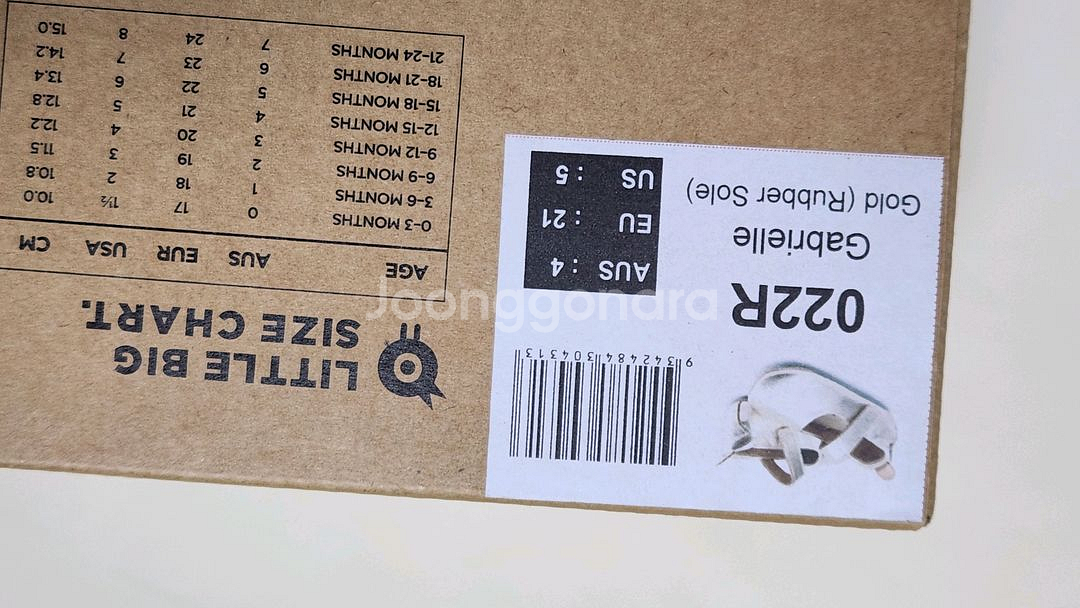 LITTLE BIG
SIZE CHART.
AGE AUS EUR USA CM
0-3 MONTHS 0 17 1½ 10.0
3-6 MONTHS 1 18 2 10.8
6-9 MONTHS 2 19 3 11.5
9-12 MONTHS 3 20 4 12.2
12-15 MONTHS 4 21 5 12.8
15-18 MONTHS 5 22 6 13.4
18-21 MONTHS 6 23 7 14.2
21-24 MONTHS 7 24 8 15.0
9 342484 304313
022R
Gabrielle
Gold (Rubber Sole)
AUS : 4
EU : 21
US : 5
Joonggonara